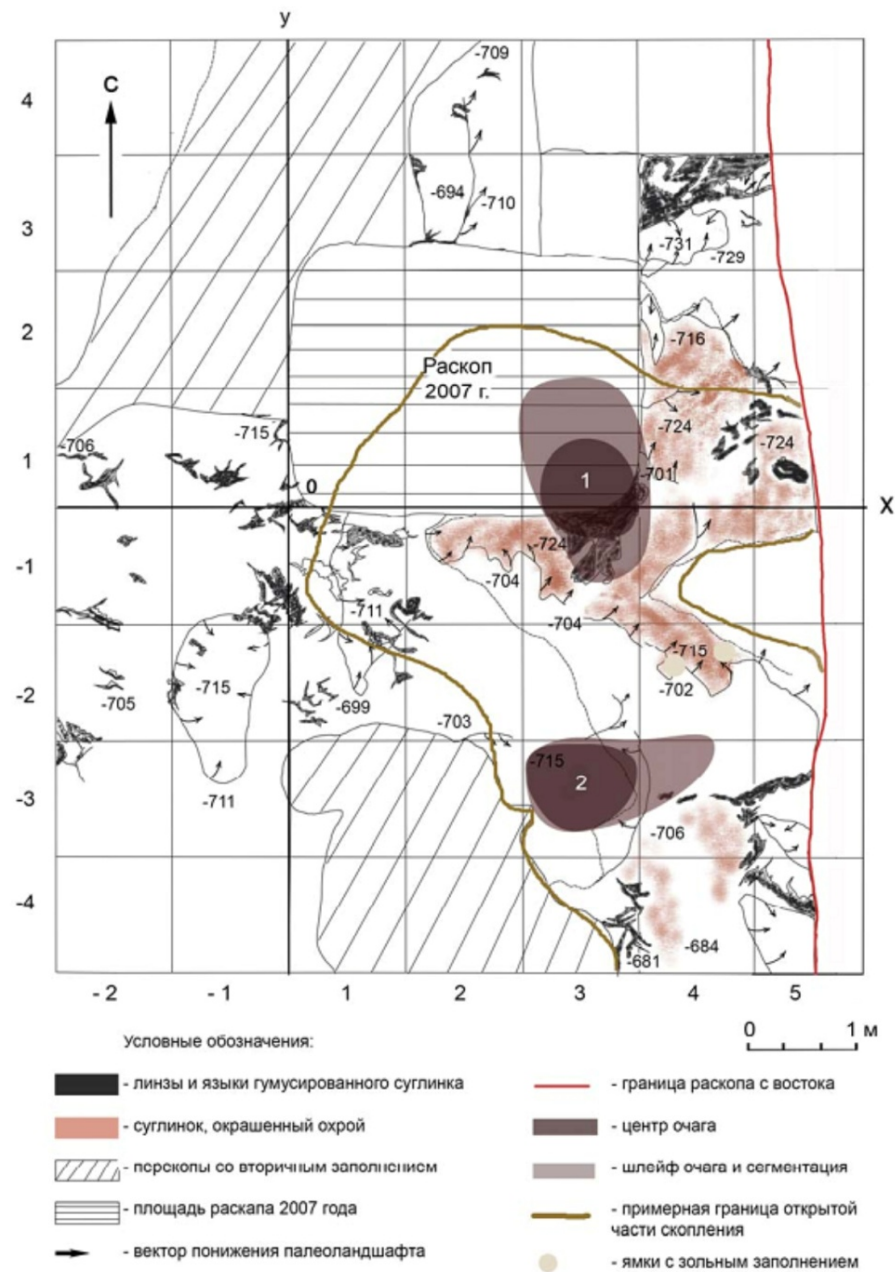 y
-709
4
С
-694
-710
3
-731
-729
2
-716
Раскоп
2007 г.
-715
-706
-724
-724
1
-701
1
0
X
-724
-1
-704
-711
-704
-715
-715
-702
-2
-705
-699
-703
-711
-715
2
-3
-706
-4
-684
-681
-2
-1
1
2
3
4
5
Условные обозначения:
0 1 м
- линзы и языки гумусированного суглинка
- суглинок, окрашенный охрой
- перекопы со вторичным заполнением
- площадь раскапа 2007 года
- вектор понижения палеоландшафта
- граница раскопа с востока
- центр очага
- шлейф очага и сегментация
- примерная граница открытой
части скопления
- ямки с зольным заполнением